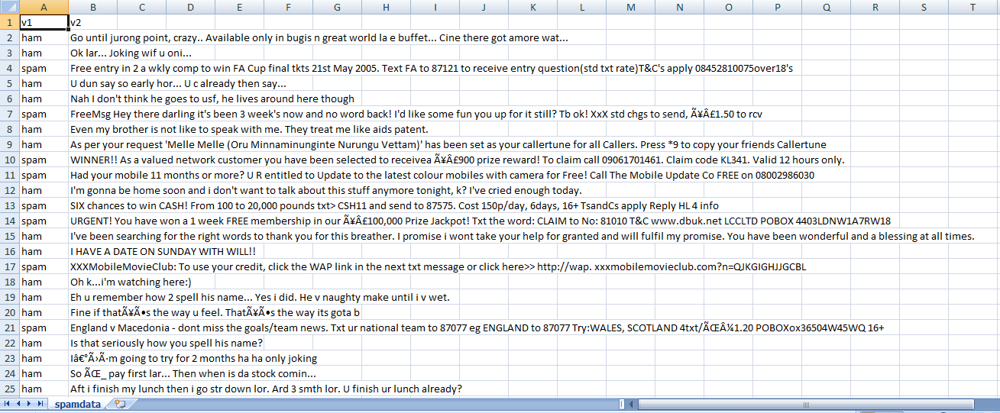 A B C D E F G H I J K L M N O P Q R S T
1 v1 v2
2 ham Go until jurong point, crazy.. Available only in bugis n great world la e buffet... Cine there got amore wat...
3 ham Ok lar... Joking wif u oni...
4 spam Free entry in 2 a wkly comp to win FA Cup final tkts 21st May 2005. Text FA to 87121 to receive entry question(std txt rate)T&C's apply 08452810075over18's
5 ham U dun say so early hor... U c already then say...
6 ham Nah I don't think he goes to usf, he lives around here though
7 spam FreeMsg Hey there darling it's been 3 week's now and no word back! I'd like some fun you up for it still? Tb ok! XxX std chgs to send, Ã¥Â£1.50 to rcv
8 ham Even my brother is not like to speak with me. They treat me like aids patent.
9 ham As per your request 'Melle Melle (Oru Minnaminunginte Nurungu Vettam)' has been set as your callertune for all Callers. Press *9 to copy your friends Callertune
10 spam WINNER!! As a valued network customer you have been selected to receivea Ã¥Â£900 prize reward! To claim call 09061701461. Claim code KL341. Valid 12 hours only.
11 spam Had your mobile 11 months or more? U R entitled to Update to the latest colour mobiles with camera for Free! Call The Mobile Update Co FREE on 08002986030
12 ham I'm gonna be home soon and i don't want to talk about this stuff anymore tonight, k? I've cried enough today.
13 spam SIX chances to win CASH! From 100 to 20,000 pounds txt> CSH11 and send to 87575. Cost 150p/day, 6days, 16+ TsandCs apply Reply HL 4 info
14 spam URGENT! You have won a 1 week FREE membership in our Ã¥Â£100,000 Prize Jackpot! Txt the word: CLAIM to No: 81010 T&C www.dbuk.net LCCLTD POBOX 4403LDNW1A7RW18
15 ham I've been searching for the right words to thank you for this breather. I promise i wont take your help for granted and will fulfil my promise. You have been wonderful and a blessing at all times.
16 ham I HAVE A DATE ON SUNDAY WITH WILL!!
17 spam XXXMobileMovieClub: To use your credit, click the WAP link in the next txt message or click here>> http://wap. xxxmobilemovieclub.com?n=QJKGIGHJJGCBL
18 ham Oh k...i'm watching here:)
19 ham Eh u remember how 2 spell his name... Yes i did. He v naughty make until i v wet.
20 ham Fine if thatÃ¥Ã•s the way u feel. ThatÃ¥Ã•s the way its gota b
21 spam England v Macedonia - dont miss the goals/team news. Txt ur national team to 87077 eg ENGLAND to 87077 Try:WALES, SCOTLAND 4txt/ÃŒÂ¼1.20 POBOXox36504W45WQ 16+
22 ham Is that seriously how you spell his name?
23 ham Iâ€°Ã›Ã·m going to try for 2 months ha ha only joking
24 ham So ÃŒ_ pay first lar... Then when is da stock comin...
25 ham Aft i finish my lunch then i go str down lor. Ard 3 smth lor. U finish ur lunch already?
spamdata